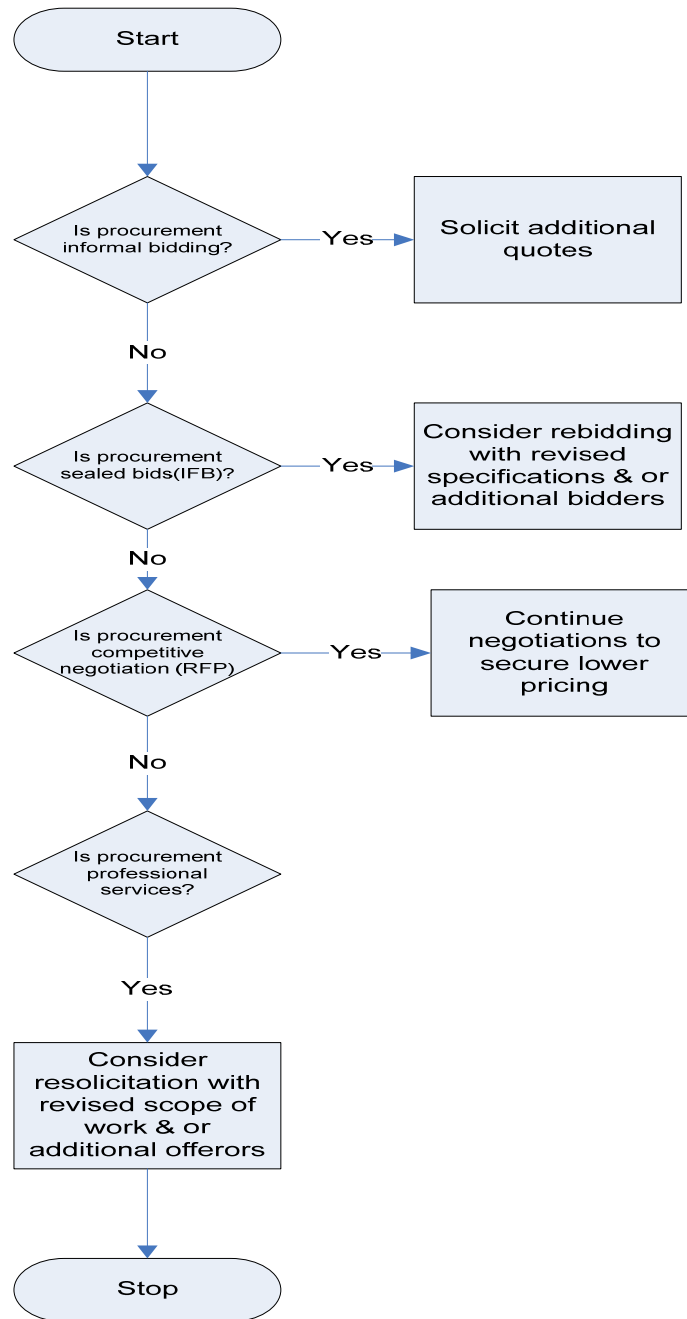 Start
Is procurement
informal bidding?
Yes
Solicit additional
quotes
No
Is procurement
sealed bids(IFB)?
Yes
Consider rebidding
with revised
specifications & or
additional bidders
No
Is procurement
competitive
negotiation (RFP)
Yes
Continue
negotiations to
secure lower
pricing
No
Is procurement
professional
services?
Yes
Consider
resolicitation with
revised scope of
work & or
additional offerors
Stop